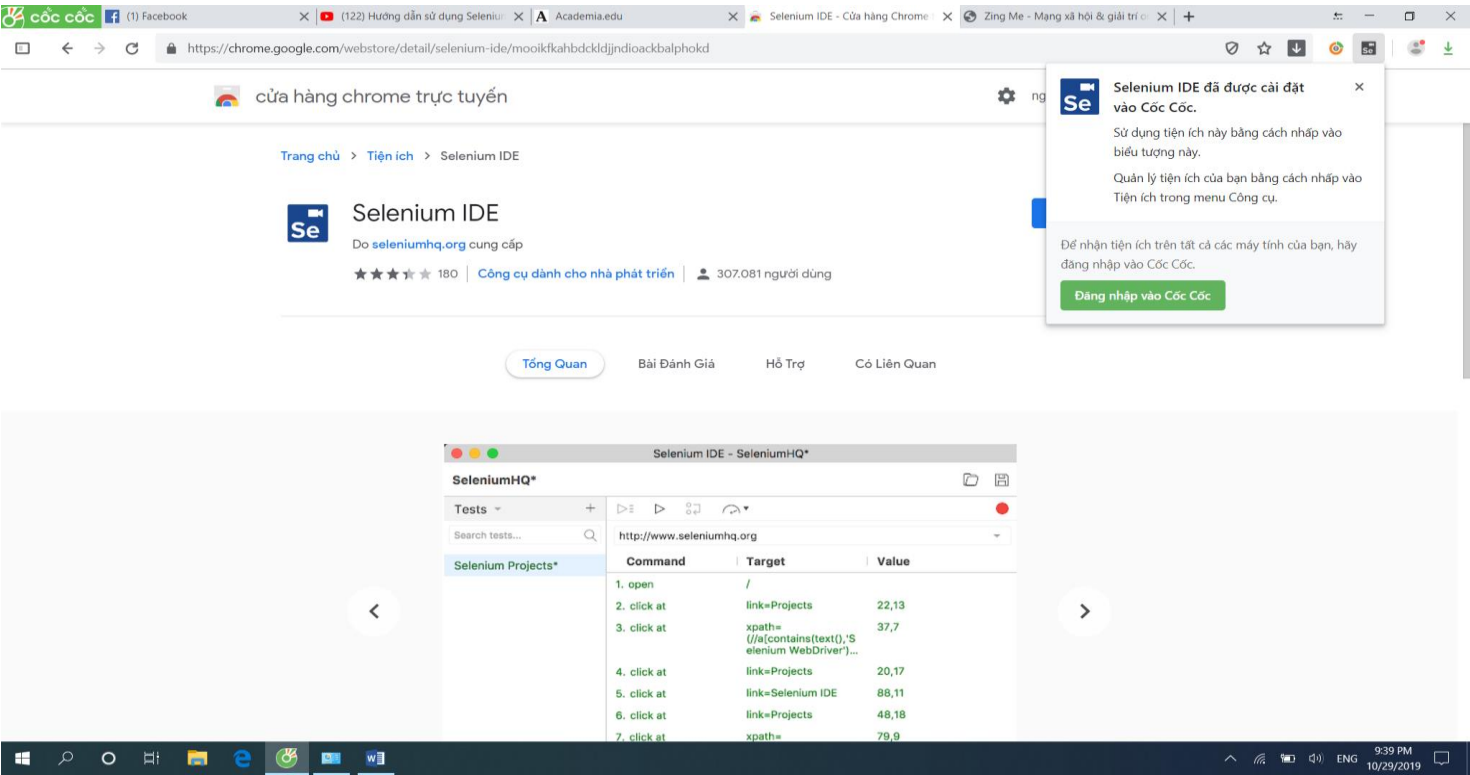 cốc cốc
(1) Facebook
(122) Hướng dẫn sử dụng Seleniu
Academia.edu
Selenium IDE - Cửa hàng Chrome
Zing Me - Mạng xã hội & giải trí
https://chrome.google.com/webstore/detail/selenium-ide/mooikfkahbdckldjjndioackbalphokd
cửa hàng chrome trực tuyến
ng
Selenium IDE đã được cài đặt
vào Cốc Cốc.
Sử dụng tiện ích này bằng cách nhấp vào
biểu tượng này.
Quản lý tiện ích của bạn bằng cách nhấp vào
Tiện ích trong menu Công cụ.
Để nhận tiện ích trên tất cả các máy tính của bạn, hãy
đăng nhập vào Cốc Cốc.
Đăng nhập vào Cốc Cốc
Trang chủ > Tiện ích > Selenium IDE
Se
Selenium IDE
Do seleniumhq.org cung cấp
180 | Công cụ dành cho nhà phát triển | 307.081 người dùng
Tổng Quan Bài Đánh Giá Hỗ Trợ Có Liên Quan
Selenium IDE - SeleniumHQ*
SeleniumHQ*
Tests
Search tests...
http://www.seleniumhq.org
Selenium Projects*
Command Target Value
1. open /
2. click at link=Projects 22,13
3. click at xpath= 37,7
(//a[contains(text(),'S
elenium WebDriver')...
4. click at link=Projects 20,17
5. click at link=Selenium IDE 88,11
6. click at link=Projects 48,18
7. click at xpath= 79,9
ENG
9:39 PM
10/29/2019